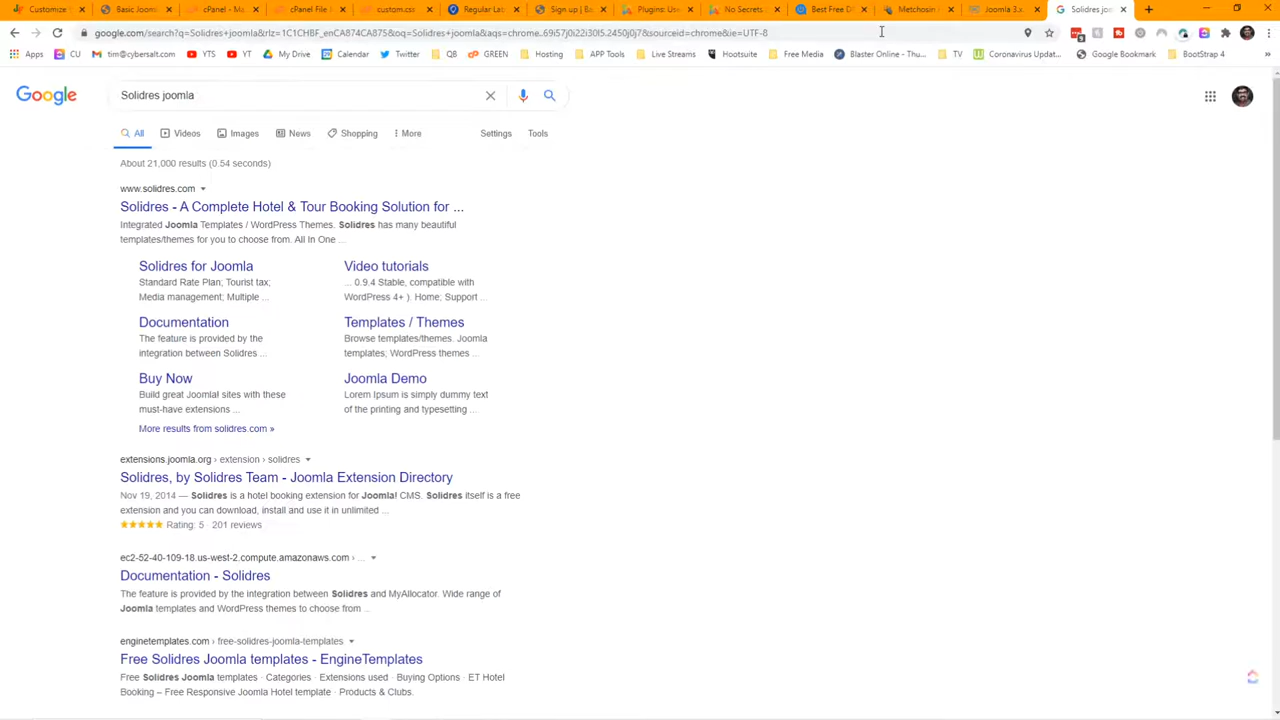 Customize
Basic Jooml
cPanel - Ma
cPanel File
custom.css
Regular Lab
Sign up | Ba
Plugins: Use
No Secrets
Best Free D
Metchosin
Joomla 3.x
Solidres joo
google.com/search?q=Solidres+joomla&rlz=1C1CHBF_enCA874CA875&oq=Solidres+joomla&aqs=chrome..69i57j0i22i30l5.2450j0j7&sourceid=chrome&ie=UTF-8
Apps
CU
tim@cybersalt.com
YTS
YT
My Drive
Calendar
Twitter
Q8
GREEN
Hosting
APP Tools
Live Streams
Hootsuite
Free Media
Blaster Online - Thu...
TV
Coronavirus Updat...
Google Bookmark
BootStrap 4
Google
Solidres joomla
All
Videos
Images
News
Shopping
More
Settings
Tools
About 21,000 results (0.54 seconds)
www.solidres.com
Solidres - A Complete Hotel & Tour Booking Solution for ...
Integrated Joomla Templates / WordPress Themes. Solidres has many beautiful
templates/themes for you to choose from. All In One ...
Solidres for Joomla
Standard Rate Plan; Tourist tax;
Media management; Multiple ...
Video tutorials
... 0.9.4 Stable, compatible with
WordPress 4+ ). Home; Support ...
Documentation
The feature is provided by the
integration between Solidres ...
Templates / Themes
Browse templates/themes. Joomla
templates; WordPress themes ...
Buy Now
Build great Joomla! sites with these
must-have extensions ...
Joomla Demo
Lorem Ipsum is simply dummy text
of the printing and typesetting ...
More results from solidres.com »
extensions.joomla.org › extension › solidres
Solidres, by Solidres Team - Joomla Extension Directory
Nov 19, 2014 — Solidres is a hotel booking extension for Joomla! CMS. Solidres itself is a free
extension and you can download, install and use it in unlimited ...
Rating: 5 · 201 reviews
ec2-52-40-109-18.us-west-2.compute.amazonaws.com › ...
Documentation - Solidres
The feature is provided by the integration between Solidres and MyAllocator. Wide range of
Joomla templates and WordPress themes to choose from ...
enginetemplates.com › free-solidres-joomla-templates
Free Solidres Joomla templates - EngineTemplates
Free Solidres Joomla templates · Categories · Extensions used · Buying Options · ET Hotel
Booking – Free Responsive Joomla Hotel template · Products & Clubs.